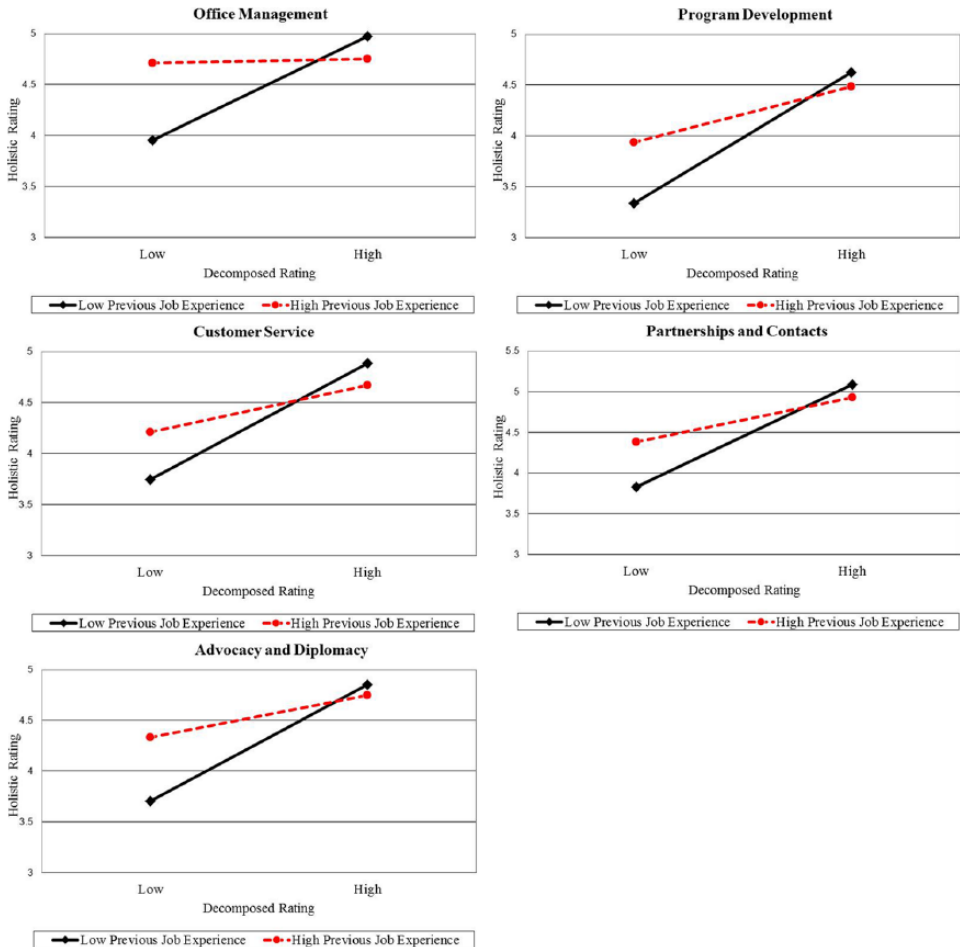 Office Management
5
4.5
4
3.5
3
Holistic Rating
Low
High
Decomposed Rating
Low Previous Job Experience
High Previous Job Experience
Program Development
5
4.5
4
3.5
3
Holistic Rating
Low
High
Decomposed Rating
Low Previous Job Experience
High Previous Job Experience
Customer Service
5
4.5
4
3.5
3
Holistic Rating
Low
High
Decomposed Rating
Low Previous Job Experience
High Previous Job Experience
Partnerships and Contacts
5.5
5
4.5
4
3.5
3
Holistic Rating
Low
High
Decomposed Rating
Low Previous Job Experience
High Previous Job Experience
Advocacy and Diplomacy
5
4.5
4
3.5
3
Holistic Rating
Low
High
Decomposed Rating
Low Previous Job Experience
High Previous Job Experience